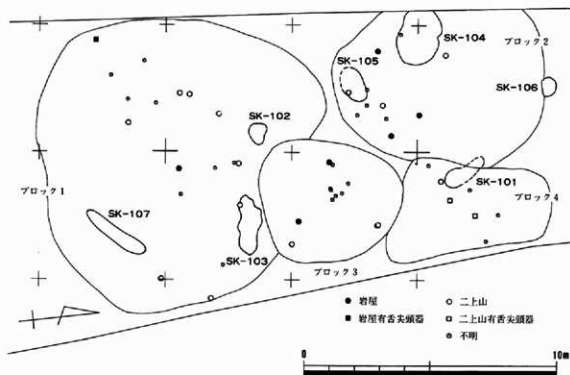 SK-104
ブロック2
SK-105
SK-106
SK-102
SK-101
ブロック1
ブロック4
SK-107
SK-103
ブロック3
● 岩屋
○ 二上山
■ 岩屋有舌尖頭器
□ 二上山有舌尖頭器
不明
0 10m